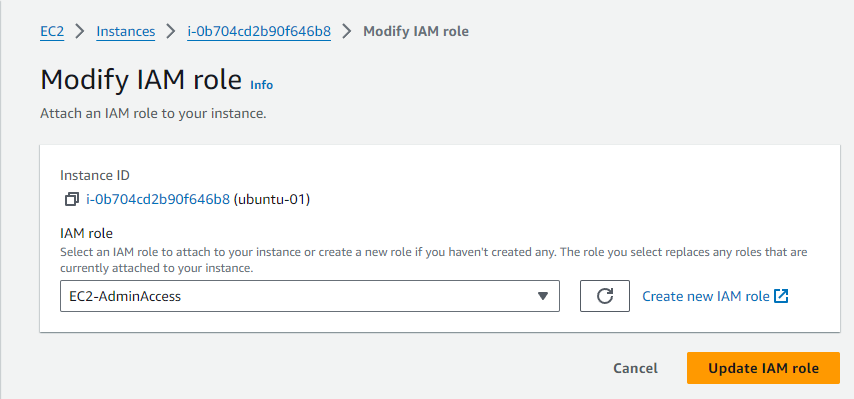 EC2 > Instances > i-0b704cd2b90f646b8 > Modify IAM role
Modify IAM role Info
Attach an IAM role to your instance.
Instance ID
i-0b704cd2b90f646b8 (ubuntu-01)
IAM role
Select an IAM role to attach to your instance or create a new role if you haven't created any. The role you select replaces any roles that are
currently attached to your instance.
EC2-AdminAccess Create new IAM role
Cancel Update IAM role